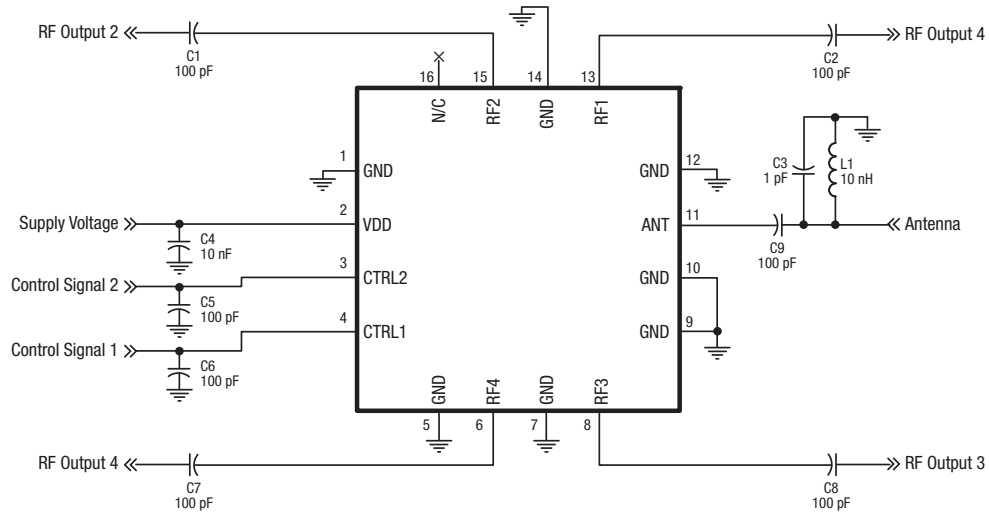 RF Output 2
C1
100 pF
C2
100 pF
RF Output 4
16
15
14
13
N/C
RF2
GND
RF1
1
GND
Supply Voltage
2
VDD
C4
10 nF
Control Signal 2
3
CTRL2
C5
100 pF
Control Signal 1
4
CTRL1
C6
100 pF
GND
12
C3
1 pF
L1
10 nH
ANT
11
Antenna
C9
100 pF
GND
10
GND
9
GND
RF4
GND
RF3
5
6
7
8
RF Output 4
C7
100 pF
C8
100 pF
RF Output 3